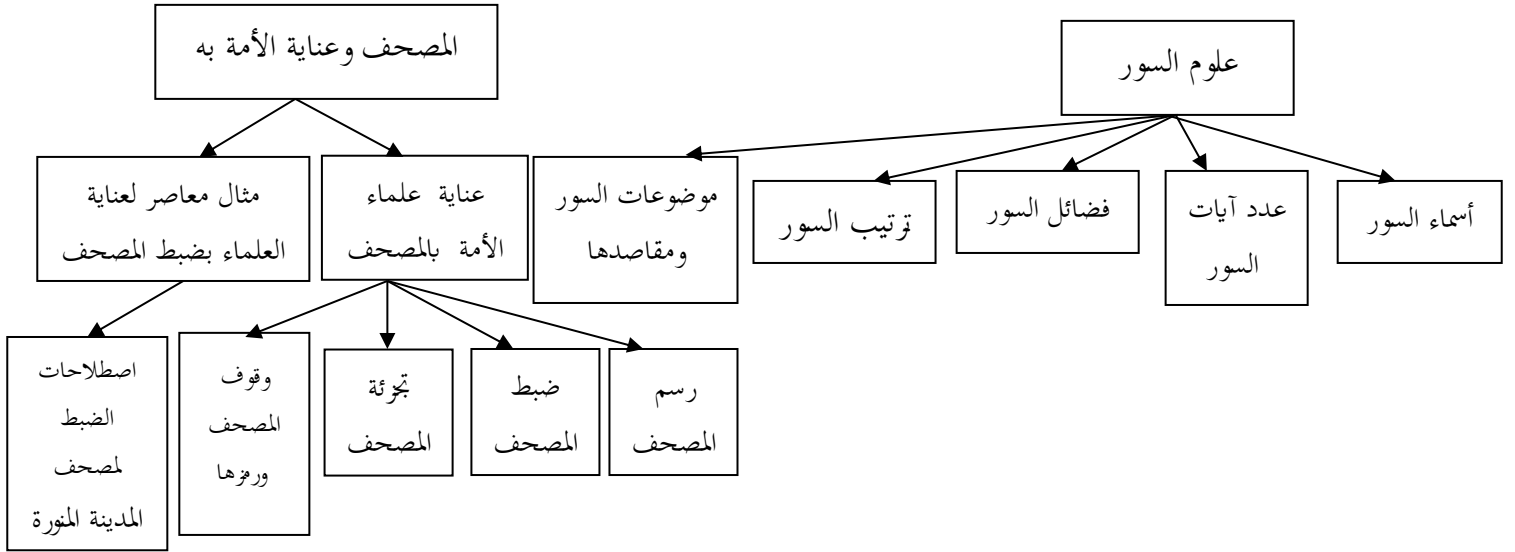 علوم السور
أسماء السور
عدد آيات
السور
فضائل السور
ترتيب السور
موضوعات السور
ومقاصدها
المصحف وعناية الأمة به
عناية علماء
الأمة بالمصحف
مثال معاصر لعناية
العلماء بضبط المصحف
رسم
المصحف
ضبط
المصحف
تجزئة
المصحف
وقوف
المصحف
ورمزها
اصطلاحات
الضبط
لمصحف
المدينة المنورة